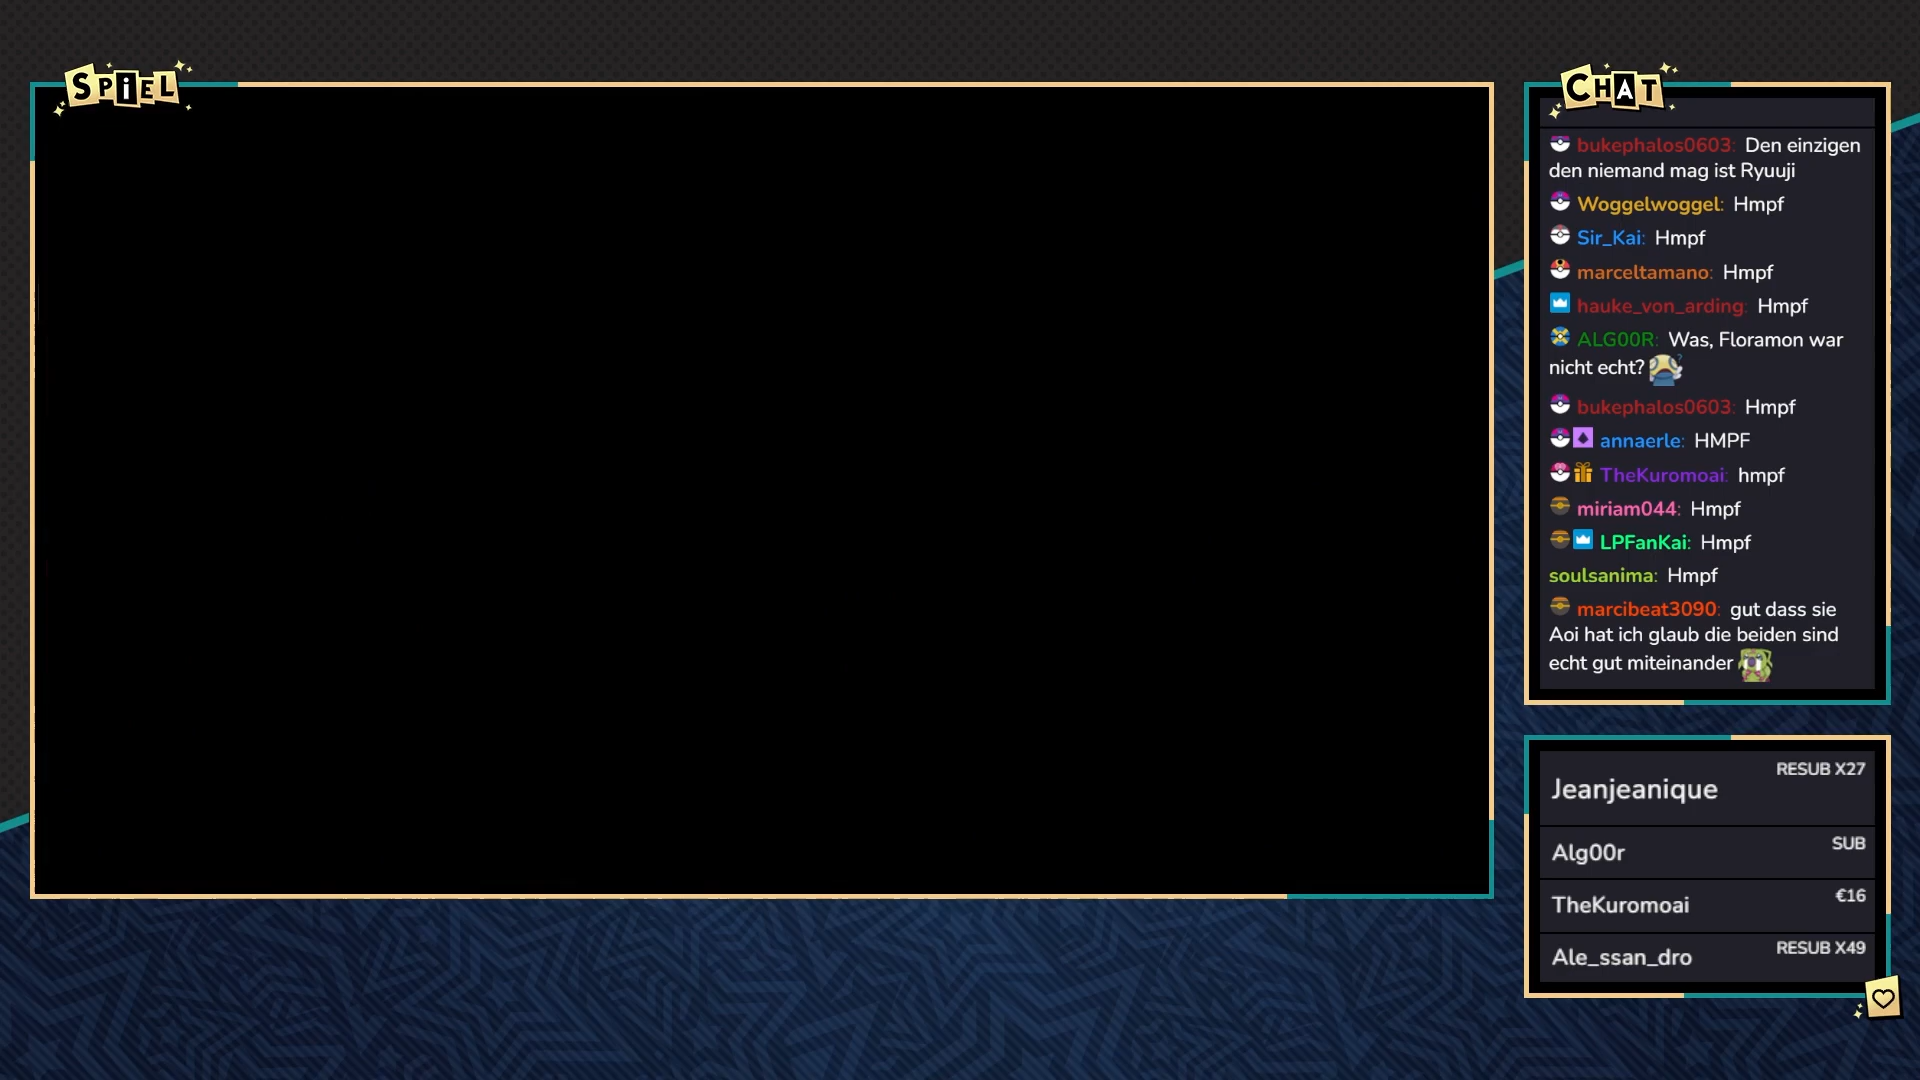 SPiEL
CHAT
bukephalos0603: Den einzigen
den niemand mag ist Ryuuji
Woggelwoggel: Hmpf
Sir_Kai: Hmpf
marceltamano: Hmpf
hauke_von_arding: Hmpf
ALG00R: Was, Floramon war
nicht echt?
bukephalos0603: Hmpf
annaerle: HMPF
TheKuromoai: hmpf
miriam044: Hmpf
LPFanKai: Hmpf
soulsanima: Hmpf
marcibeat3090: gut dass sie
Aoi hat ich glaub die beiden sind
echt gut miteinander
Jeanjeanique RESUB X27
Alg00r SUB
TheKuromoai €16
Ale_ssan_dro RESUB X49